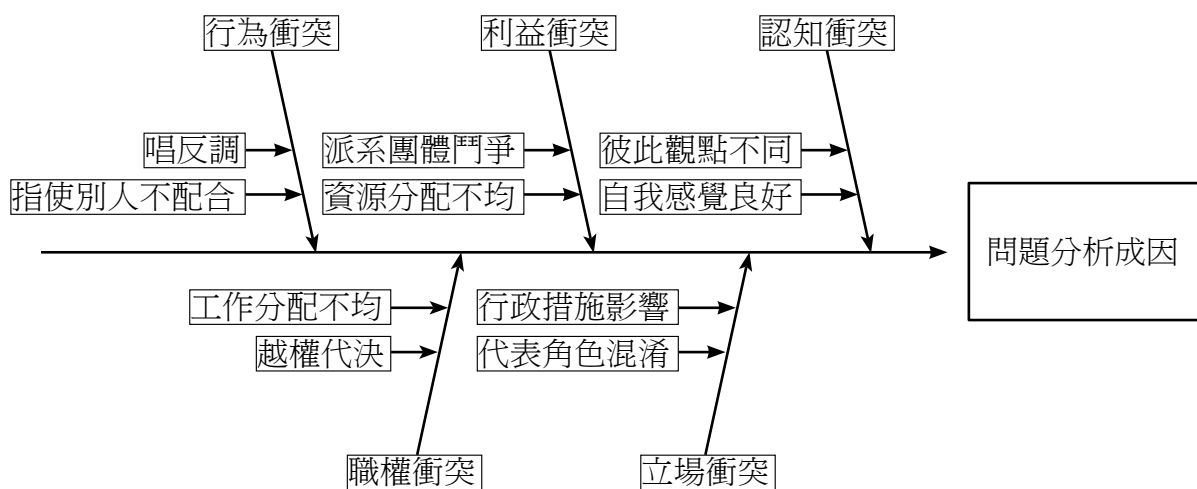 行為衝突
利益衝突
認知衝突
唱反調
派系團體鬥爭
彼此觀點不同
指使別人不配合
資源分配不均
自我感覺良好
問題分析成因
工作分配不均
行政措施影響
越權代決
代表角色混淆
職權衝突
立場衝突